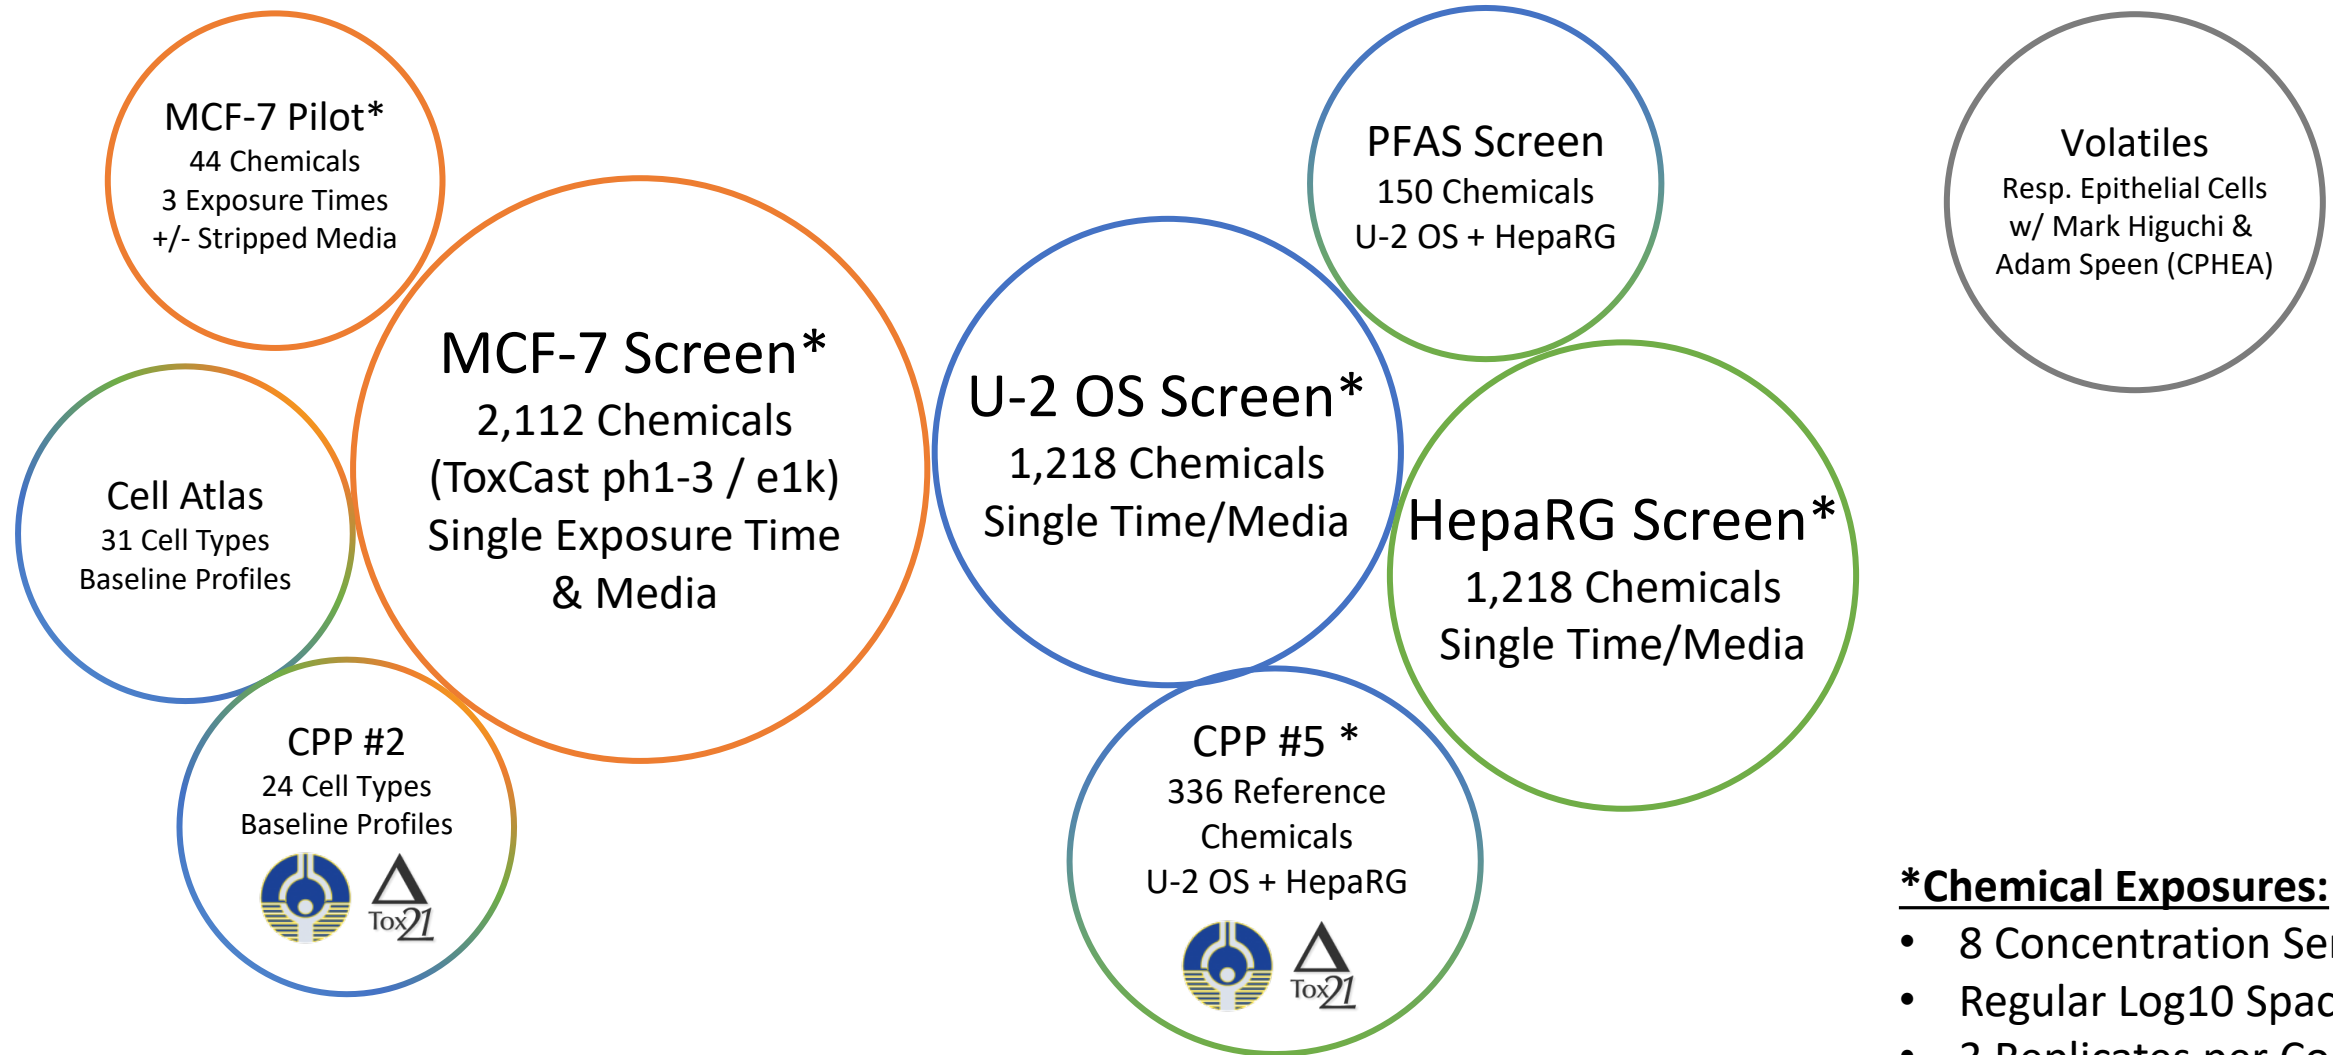 MCF-7 Pilot*
44 Chemicals
3 Exposure Times
+/- Stripped Media
MCF-7 Screen*
2,112 Chemicals
(ToxCast ph1-3 / e1k)
Single Exposure Time
& Media
Cell Atlas
31 Cell Types
Baseline Profiles
CPP #2
24 Cell Types
Baseline Profiles
Tox21
U-2 OS Screen*
1,218 Chemicals
Single Time/Media
PFAS Screen
150 Chemicals
U-2 OS + HepaRG
HepaRG Screen*
1,218 Chemicals
Single Time/Media
CPP #5 *
336 Reference
Chemicals
U-2 OS + HepaRG
Tox21
Volatiles
Resp. Epithelial Cells
w/ Mark Higuchi &
Adam Speen (CPHEA)
*Chemical Exposures:
• 8 Concentration
• Regular Log10
• 3 Replicates per